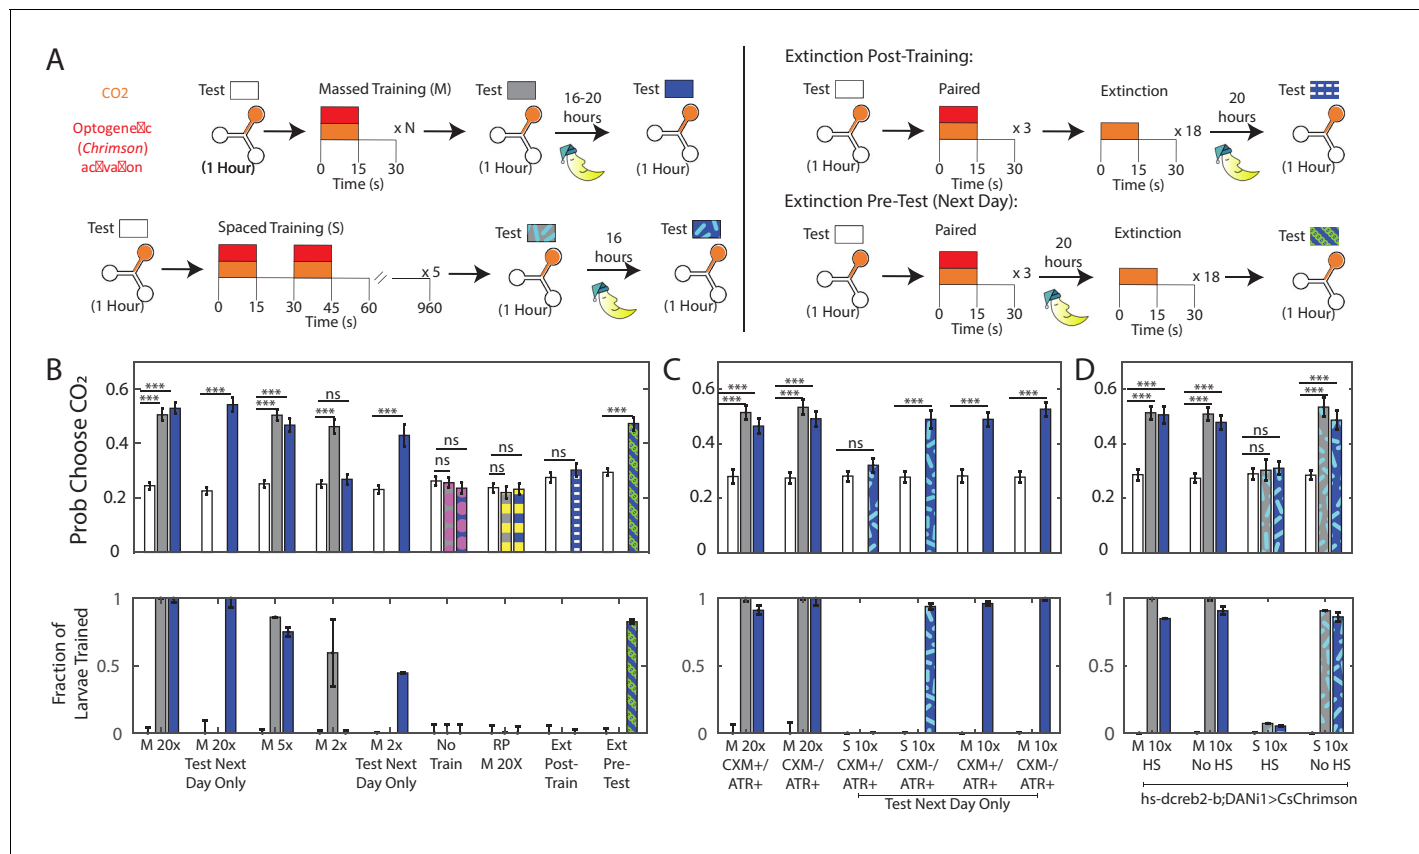 A
CO2
Optogene☒c
(Chrimson)
ac☒va☒on
Test
(1 Hour)
Massed Training (M)
x N
0 15 30
Time (s)
Test
(1 Hour)
16-20
hours
Test
(1 Hour)
Test
(1 Hour)
Spaced Training (S)
x 5
0 15 30 45 60 960
Time (s)
Test
(1 Hour)
16
hours
Test
(1 Hour)
Extinction Post-Training:
Test
(1 Hour)
Paired
x 3
0 15 30
Time (s)
Extinction
x 18
0 15 30
Time (s)
20
hours
Test
(1 Hour)
Extinction Pre-Test (Next Day):
Test
(1 Hour)
Paired
x 3
0 15 30
Time (s)
20
hours
Extinction
x 18
0 15 30
Time (s)
Test
(1 Hour)
B
Prob Choose CO₂
0.6
0.4
0.2
0
*** *** *** *** *** ns *** *** ns ns ns ns ns ***
Fraction of
Larvae Trained
1
0.5
0
M 20x
M 20x
Test Next
Day Only
M 5x
M 2x
M 2x
Test Next
Day Only
No
Train
RP
M 20X
Ext
Post-
Train
Ext
Pre-
Test
C
0.6
0.4
0.2
0
*** *** *** *** ns *** *** ***
1
0.5
0
M 20x
CXM+/
ATR+
M 20x
CXM-/
ATR+
S 10x
CXM+/
ATR+
S 10x
CXM-/
ATR+
M 10x
CXM+/
ATR+
M 10x
CXM-/
ATR+
Test Next Day Only
D
0.6
0.4
0.2
0
*** *** *** *** ns ns *** ***
1
0.5
0
M 10x
HS
M 10x
No HS
S 10x
HS
S 10x
No HS
hs-dcreb2-b;DANi1>CsChrimson